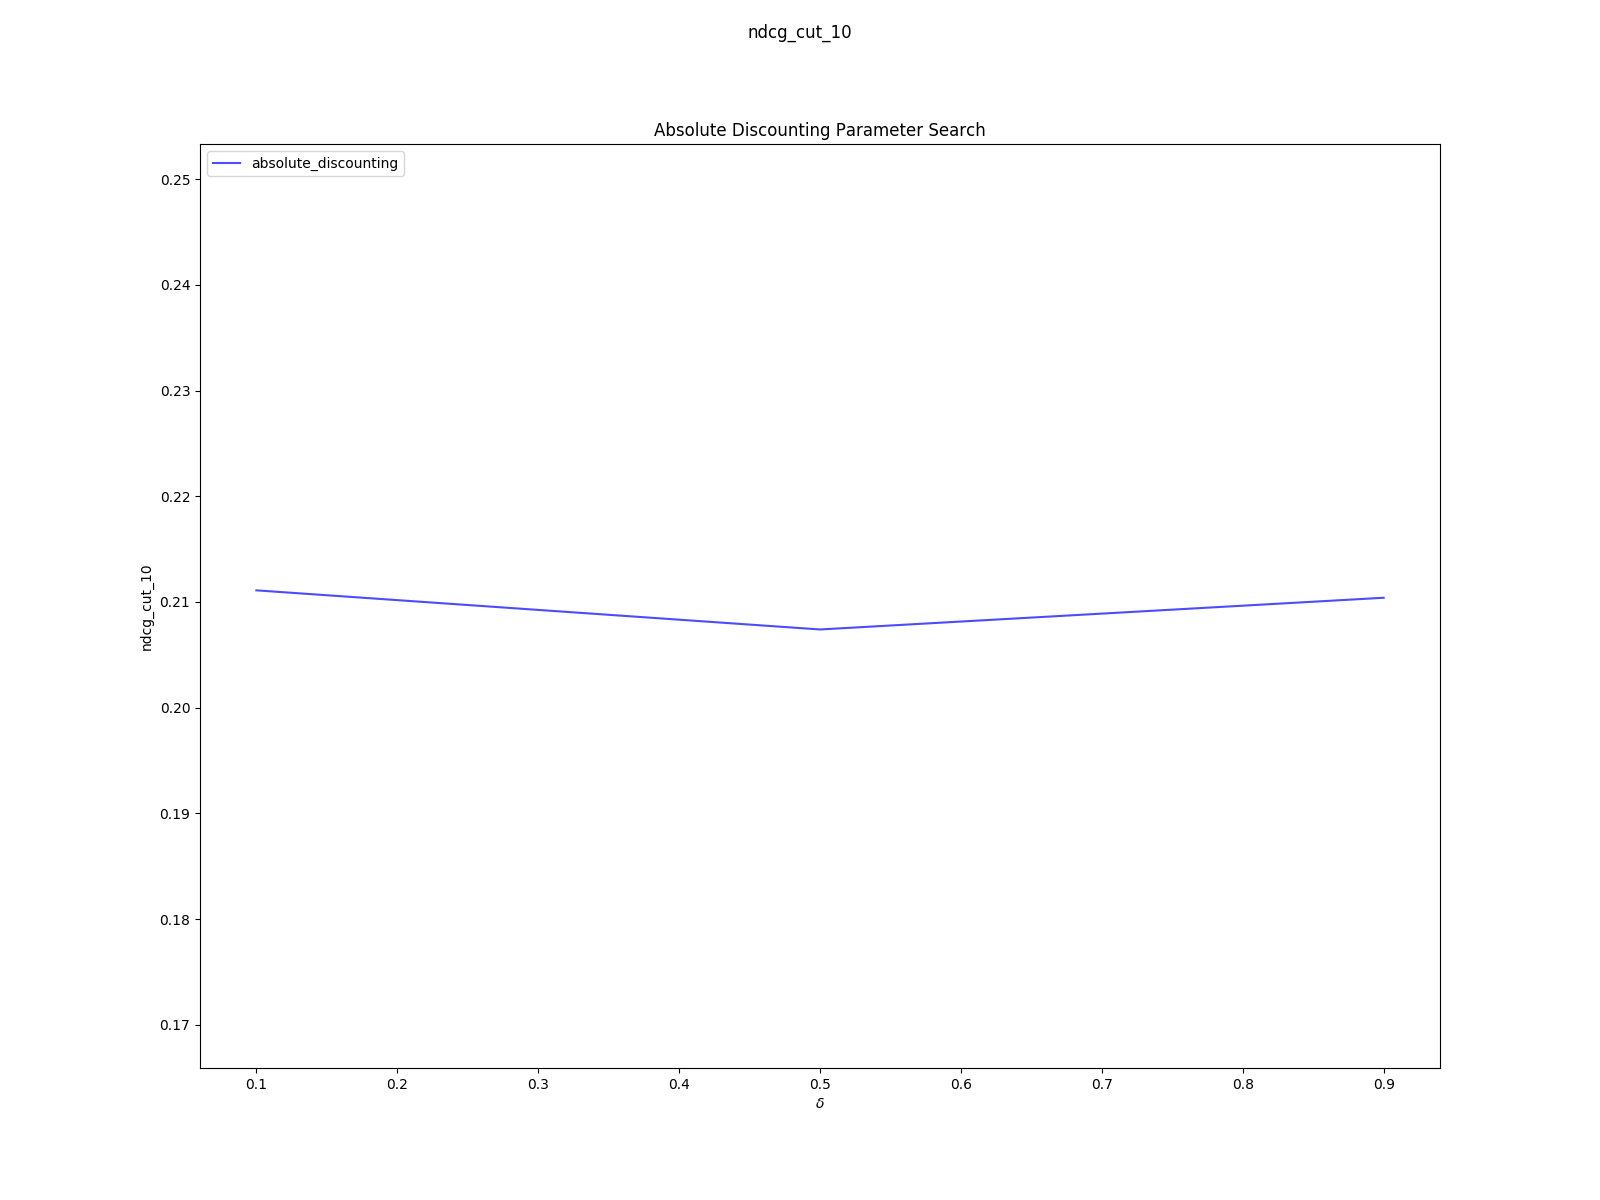 ndcg_cut_10
Absolute Discounting Parameter Search
absolute_discounting
0.25
0.24
0.23
0.22
0.21
0.20
0.19
0.18
0.17
ndcg_cut_10
0.1 0.2 0.3 0.4 0.5 0.6 0.7 0.8 0.9
δ